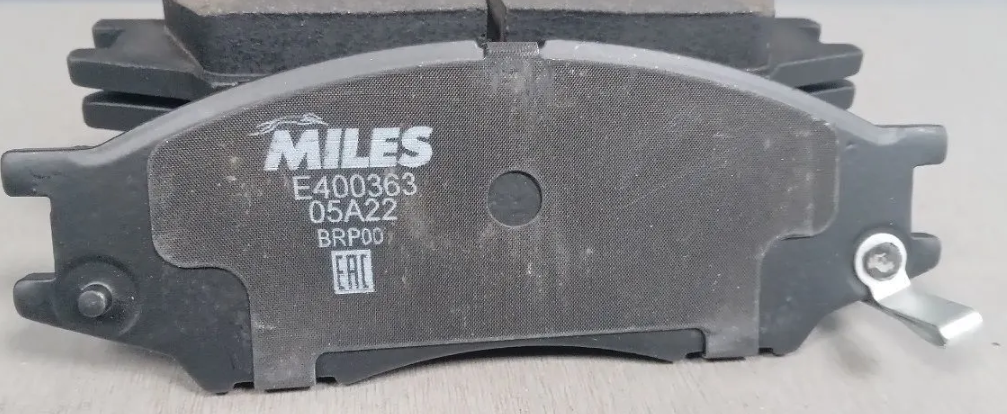 MILES
E400363
05A22
BRP00
EAC